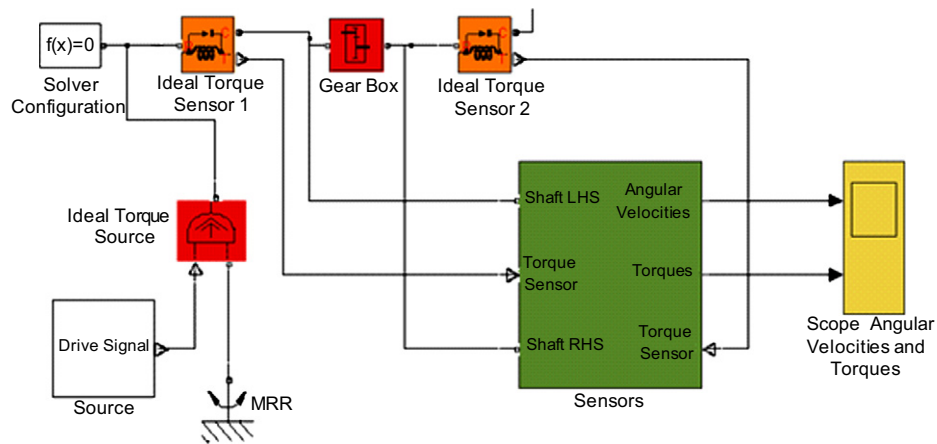 f(x)=0
Solver
Configuration
Ideal Torque
Sensor 1
Gear Box
Ideal Torque
Sensor 2
Ideal Torque
Source
Drive Signal
Source
MRR
Shaft LHS
Angular
Velocities
Torque
Sensor
Torques
Shaft RHS
Torque
Sensor
Sensors
Scope Angular
Velocities and
Torques